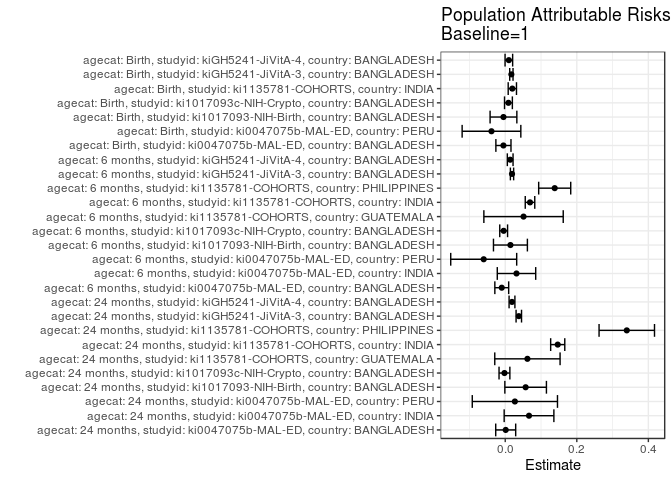 Population Attributable Risks
Baseline=1
agecat: Birth, studyid: kiGH5241-JiVitA-4, country: BANGLADESH
agecat: Birth, studyid: kiGH5241-JiVitA-3, country: BANGLADESH
agecat: Birth, studyid: ki1135781-COHORTS, country: INDIA
agecat: Birth, studyid: ki1017093c-NIH-Crypto, country: BANGLADESH
agecat: Birth, studyid: ki1017093-NIH-Birth, country: BANGLADESH
agecat: Birth, studyid: ki0047075b-MAL-ED, country: PERU
agecat: Birth, studyid: ki0047075b-MAL-ED, country: BANGLADESH
agecat: 6 months, studyid: kiGH5241-JiVitA-4, country: BANGLADESH
agecat: 6 months, studyid: kiGH5241-JiVitA-3, country: BANGLADESH
agecat: 6 months, studyid: ki1135781-COHORTS, country: PHILIPPINES
agecat: 6 months, studyid: ki1135781-COHORTS, country: INDIA
agecat: 6 months, studyid: ki1135781-COHORTS, country: GUATEMALA
agecat: 6 months, studyid: ki1017093c-NIH-Crypto, country: BANGLADESH
agecat: 6 months, studyid: ki1017093-NIH-Birth, country: BANGLADESH
agecat: 6 months, studyid: ki0047075b-MAL-ED, country: PERU
agecat: 6 months, studyid: ki0047075b-MAL-ED, country: INDIA
agecat: 6 months, studyid: ki0047075b-MAL-ED, country: BANGLADESH
agecat: 24 months, studyid: kiGH5241-JiVitA-4, country: BANGLADESH
agecat: 24 months, studyid: kiGH5241-JiVitA-3, country: BANGLADESH
agecat: 24 months, studyid: ki1135781-COHORTS, country: PHILIPPINES
agecat: 24 months, studyid: ki1135781-COHORTS, country: INDIA
agecat: 24 months, studyid: ki1135781-COHORTS, country: GUATEMALA
agecat: 24 months, studyid: ki1017093c-NIH-Crypto, country: BANGLADESH
agecat: 24 months, studyid: ki1017093-NIH-Birth, country: BANGLADESH
agecat: 24 months, studyid: ki0047075b-MAL-ED, country: PERU
agecat: 24 months, studyid: ki0047075b-MAL-ED, country: INDIA
agecat: 24 months, studyid: ki0047075b-MAL-ED, country: BANGLADESH
0.0 0.2 0.4
Estimate